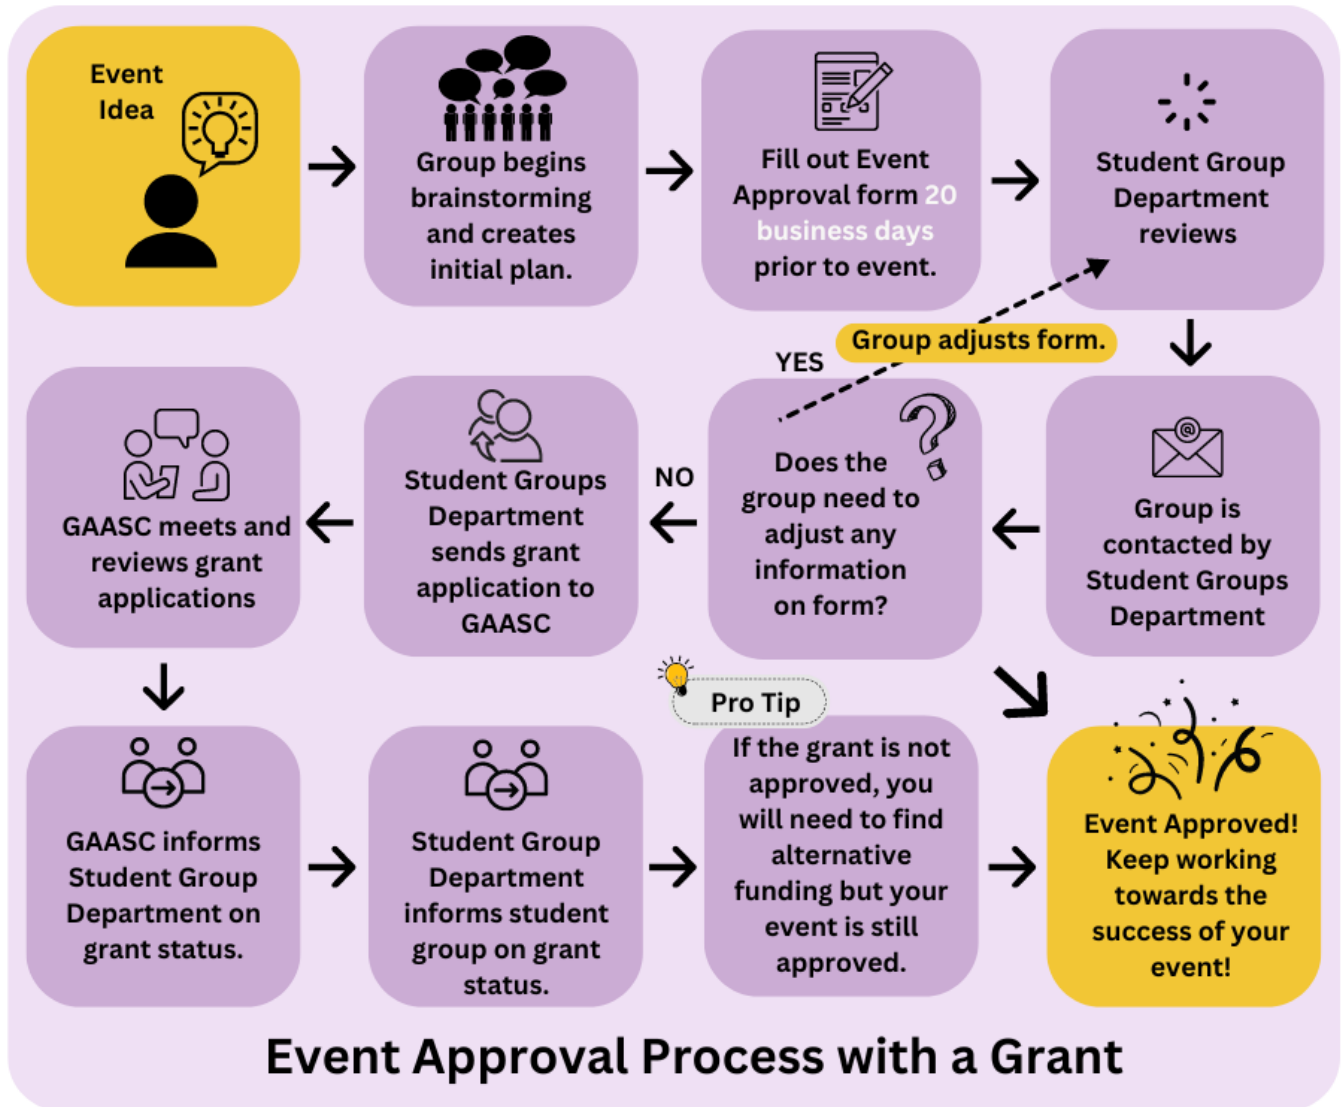 Event
Idea
Group begins
brainstorming
and creates
initial plan.
Fill out Event
Approval form 20
business days
prior to event.
Student Group
Department
reviews
Group adjusts form.
YES
@
Group is
contacted by
Student Groups
Department
?
Does the
group need to
adjust any
information
on form?
NO
Student Groups
Department
sends grant
application to
GAASC
GAASC meets and
reviews grant
applications
GAASC informs
Student Group
Department on
grant status.
Student Group
Department
informs student
group on grant
status.
Pro Tip
If the grant is not
approved, you
will need to find
alternative
funding but your
event is still
approved.
Event Approved!
Keep working
towards the
success of your
event!
Event Approval Process with a Grant